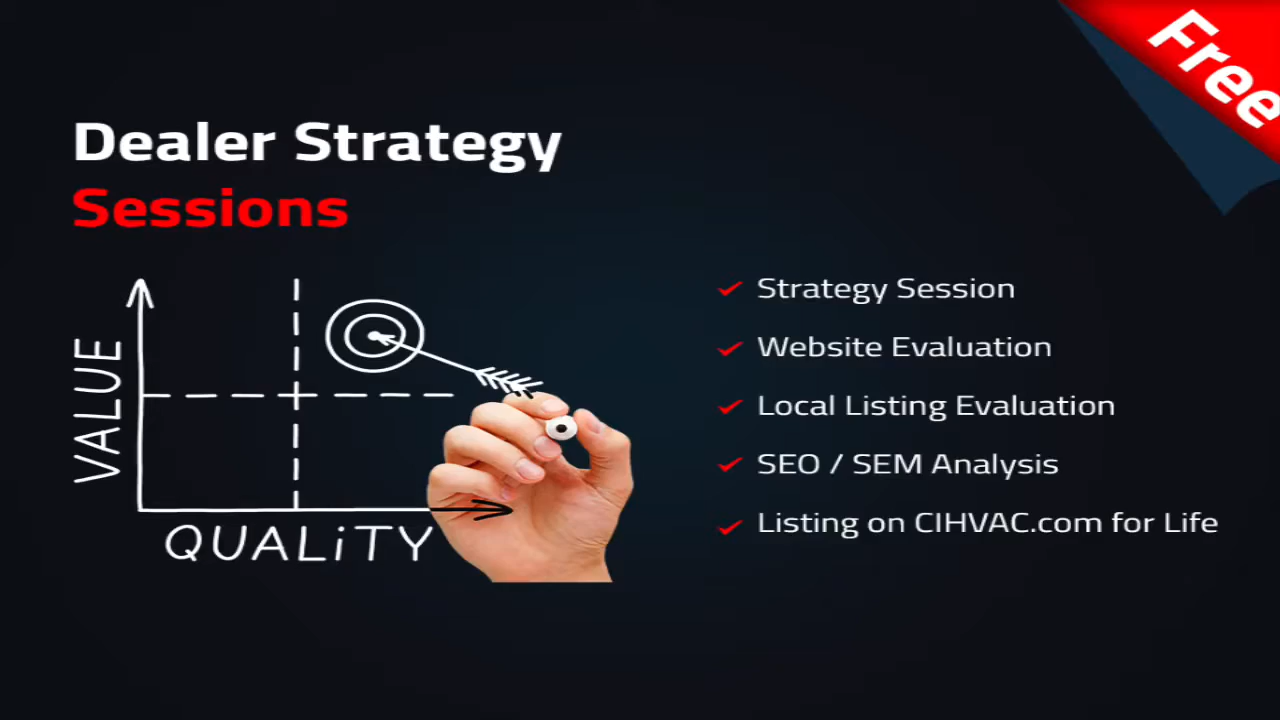 Free
Dealer Strategy
Sessions
VALUE
QUALiTY
Strategy Session
Website Evaluation
Local Listing Evaluation
SEO / SEM Analysis
Listing on CIHVAC.com for Life